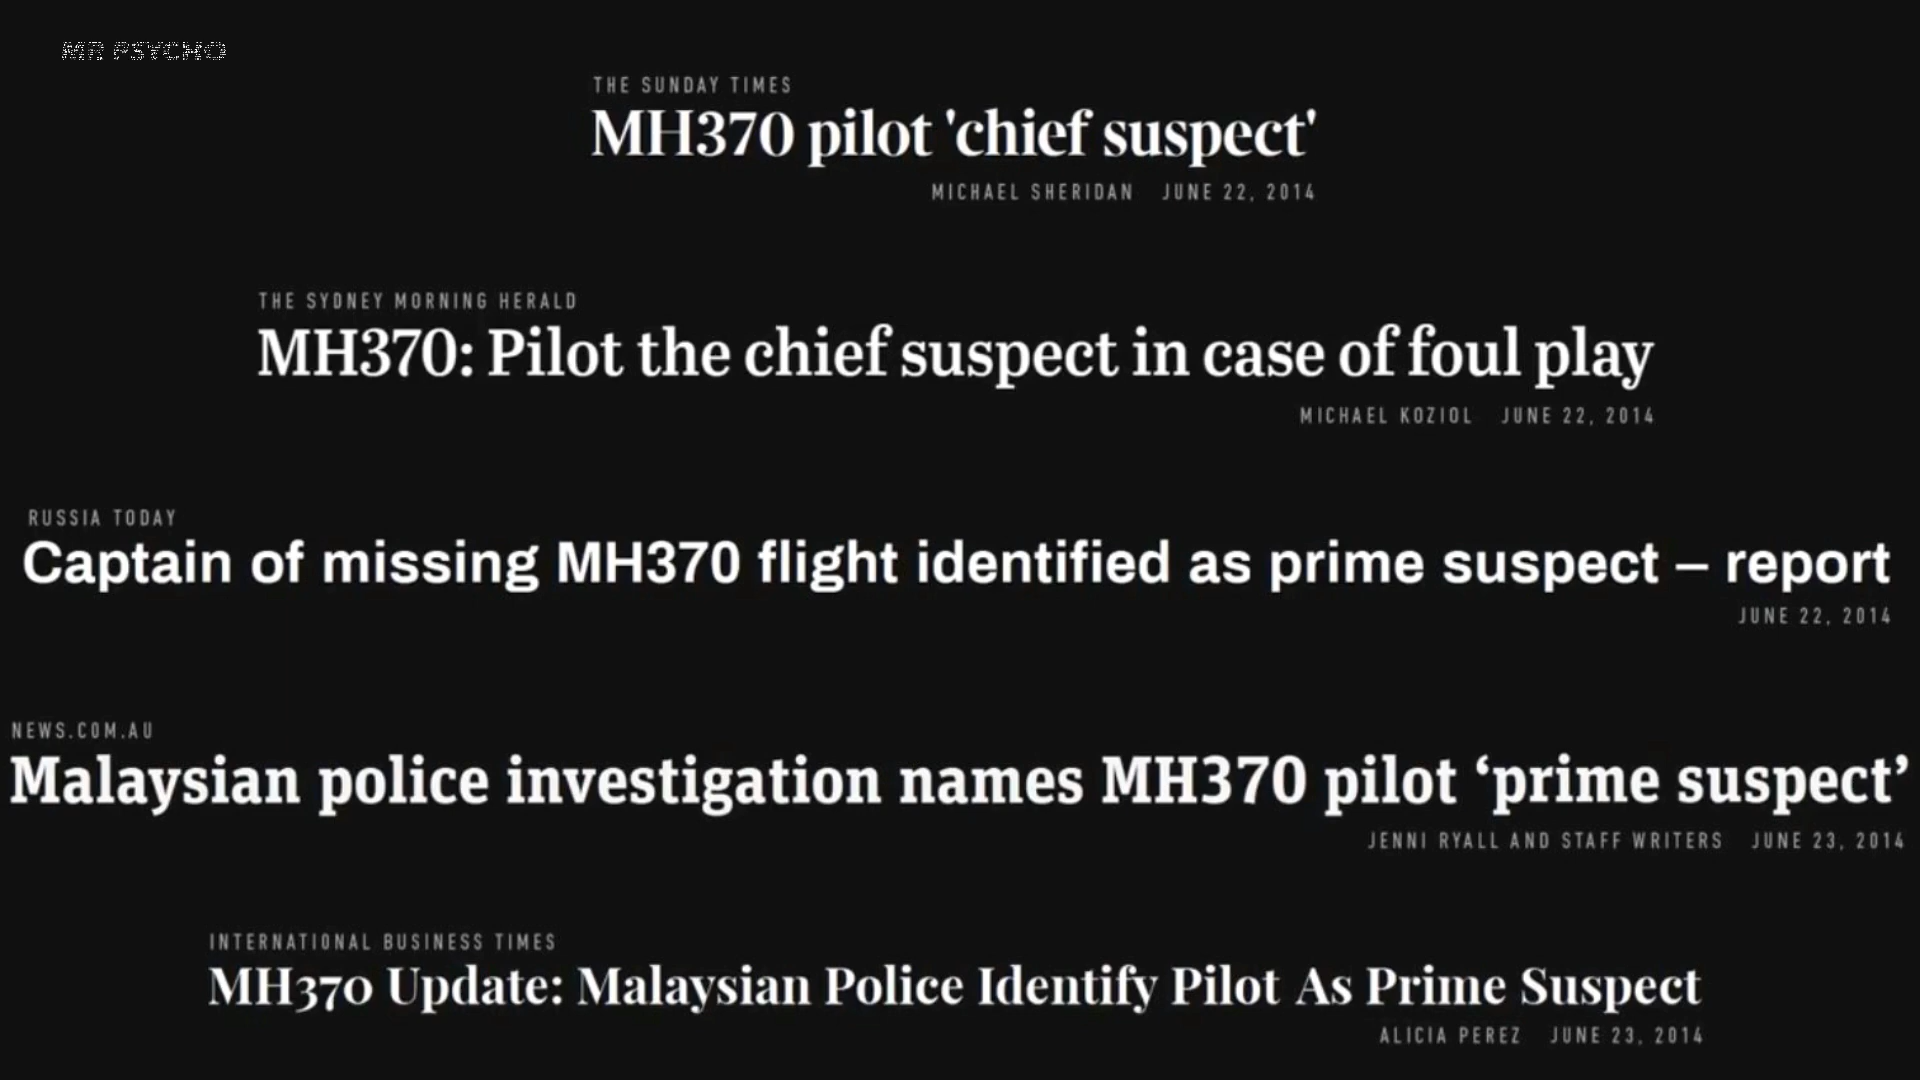 MR PSYCHO
THE SUNDAY TIMES
MH370 pilot 'chief suspect'
MICHAEL SHERIDAN JUNE 22, 2014
THE SYDNEY MORNING HERALD
MH370: Pilot the chief suspect in case of foul play
MICHAEL KOZIOL JUNE 22, 2014
RUSSIA TODAY
Captain of missing MH370 flight identified as prime suspect – report
JUNE 22, 2014
NEWS.COM.AU
Malaysian police investigation names MH370 pilot ‘prime suspect’
JENNI RYALL AND STAFF WRITERS JUNE 23, 2014
INTERNATIONAL BUSINESS TIMES
MH370 Update: Malaysian Police Identify Pilot As Prime Suspect
ALICIA PEREZ JUNE 23, 2014